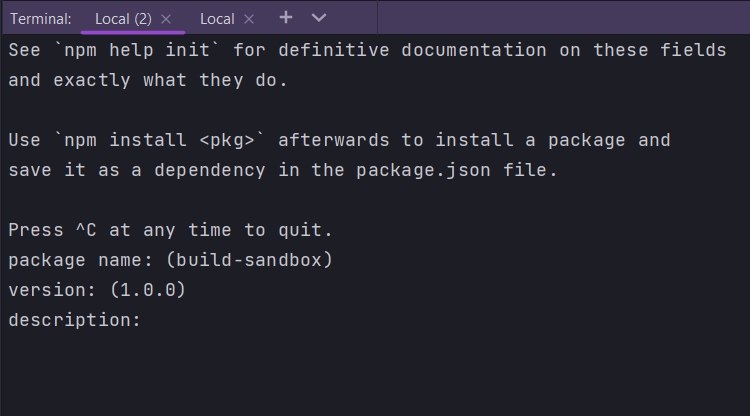 Terminal: Local (2) × Local × +
See `npm help init` for definitive documentation on these fields
and exactly what they do.
Use `npm install <pkg>` afterwards to install a package and
save it as a dependency in the package.json file.
Press ^C at any time to quit.
package name: (build-sandbox)
version: (1.0.0)
description: